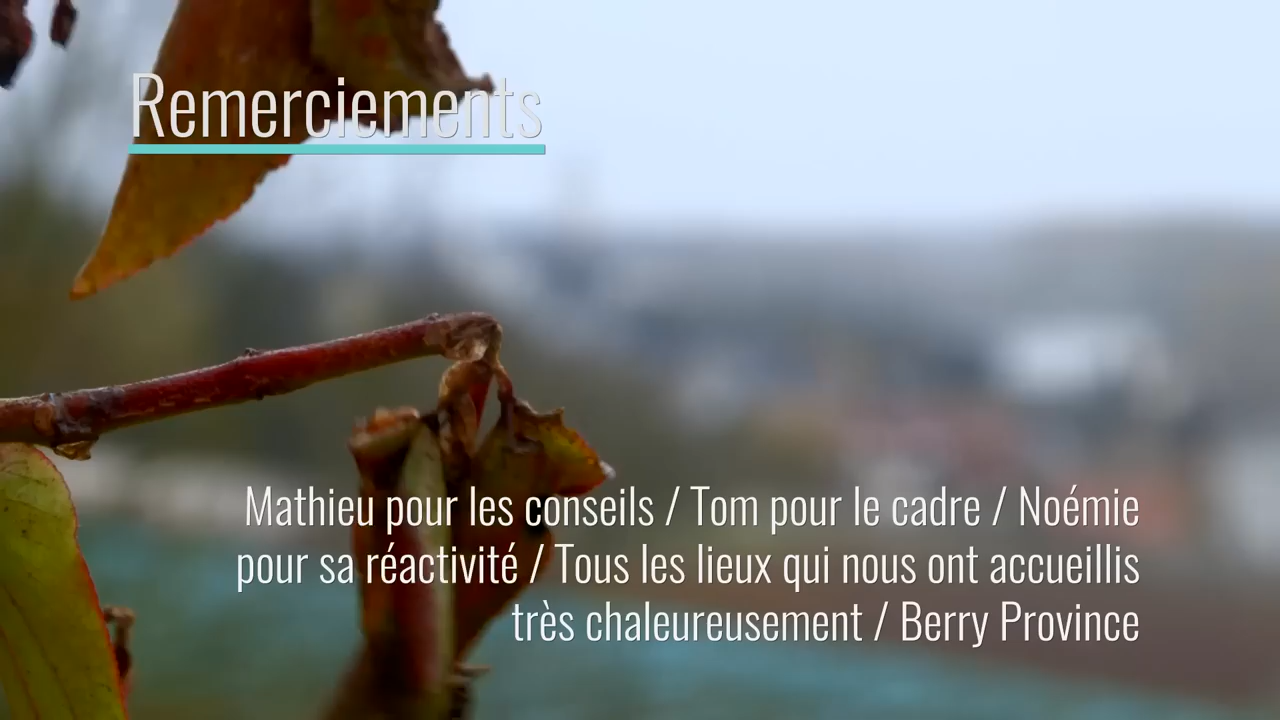 Remerciements
Mathieu pour les conseils / Tom pour le cadre / Noémie
pour sa réactivité / Tous les lieux qui nous ont accueillis
très chaleureusement / Berry Province